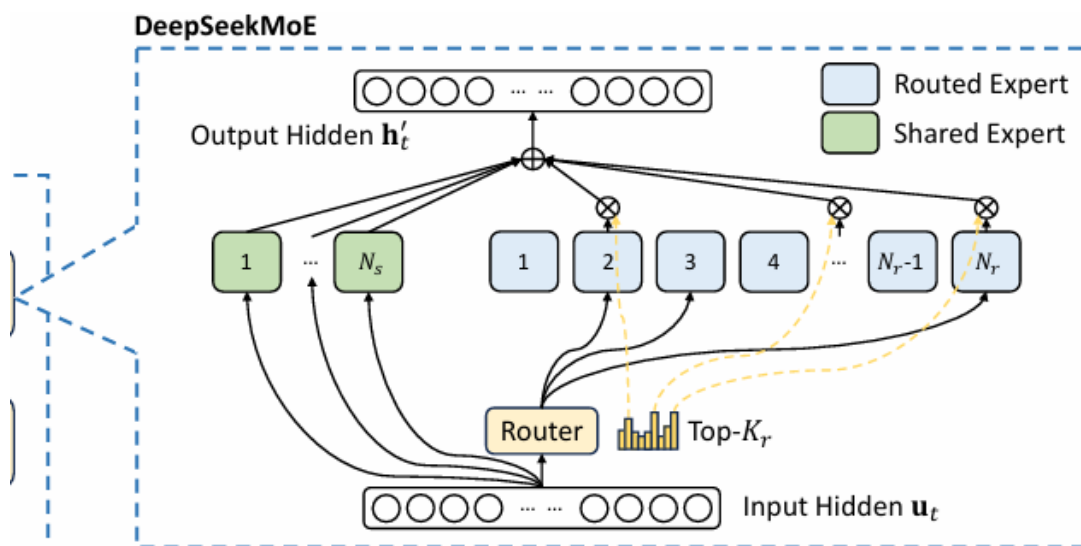 DeepSeekMoE
... ...
Routed Expert
Output Hidden h′ₜ
Shared Expert
1 ... Nₛ 1 2 3 4 ... Nᵣ-1 Nᵣ
Router
Top-Kᵣ
... ...
Input Hidden uₜ